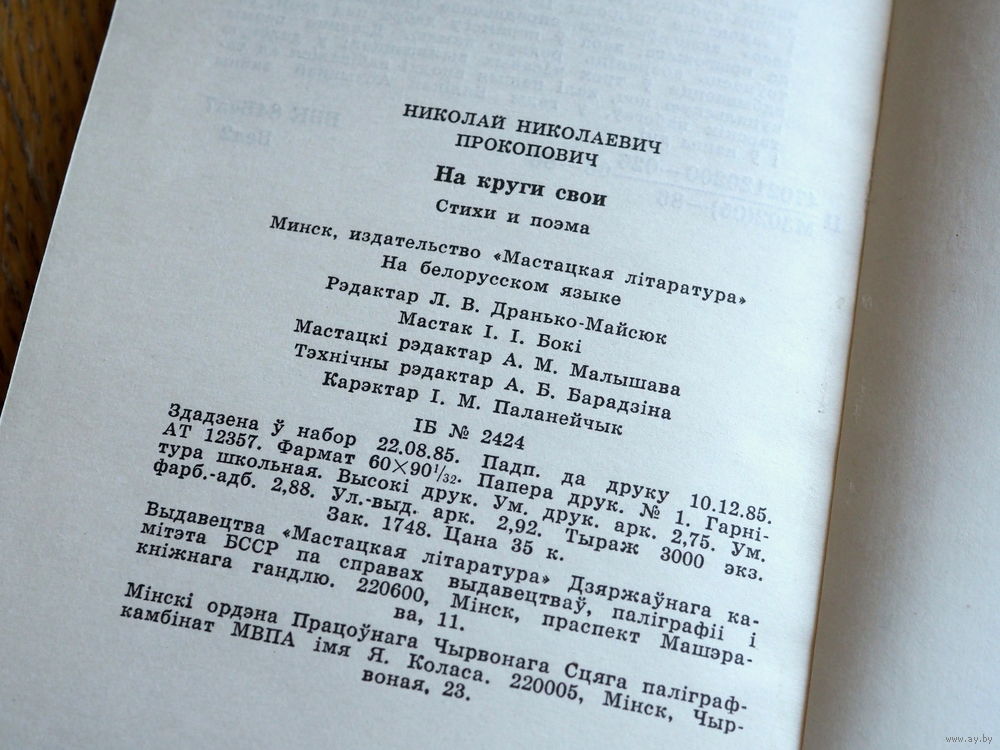 НИКОЛАЙ НИКОЛАЕВИЧ
ПРОКОПОВИЧ
На круги свои
Стихи и поэма
Минск, издательство «Мастацкая літаратура»
На белорусском языке
Рэдактар Л. В. Дранько-Майсюк
Мастак І. І. Бокі
Мастацкі рэдактар А. М. Малышава
Тэхнічны рэдактар А. Б. Барадзіна
Карэктар І. М. Паланейчык
ІБ № 2424
Здадзена ў набор 22.08.85. Падп. да друку 10.12.85.
АТ 12357. Фармат 60×90¹/₃₂. Папера друк. № 1. Гарні-
тура школьная. Высокі друк. Ум. друк. арк. 2,75. Ум.
фарб.-адб. 2,88. Ул.-выд. арк. 2,92. Тыраж 3000 экз.
Зак. 1748. Цана 35 к.
Выдавецтва «Мастацкая літаратура» Дзяржаўнага ка-
мітэта БССР па справах выдавецтваў, паліграфіі і
кніжнага гандлю. 220600, Мінск, праспект Машэра-
ва, 11.
Мінскі ордэна Працоўнага Чырвонага Сцяга паліграф-
камбінат МВПА імя Я. Коласа. 220005, Мінск, Чыр-
воная, 23.
www.ay.by